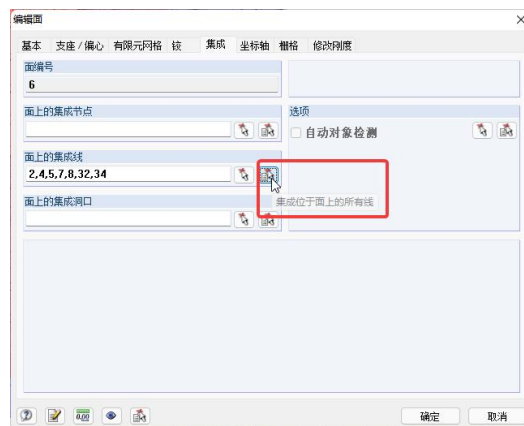 编辑面
基本 支座/偏心 有限元网格 铰 集成 坐标轴 栅格 修改刚度
面编号
6
面上的集成节点
选项
自动对象检测
面上的集成线
2,4,5,7,8,32,34
集成位于面上的所有线
面上的集成洞口
0.00
确定 取消